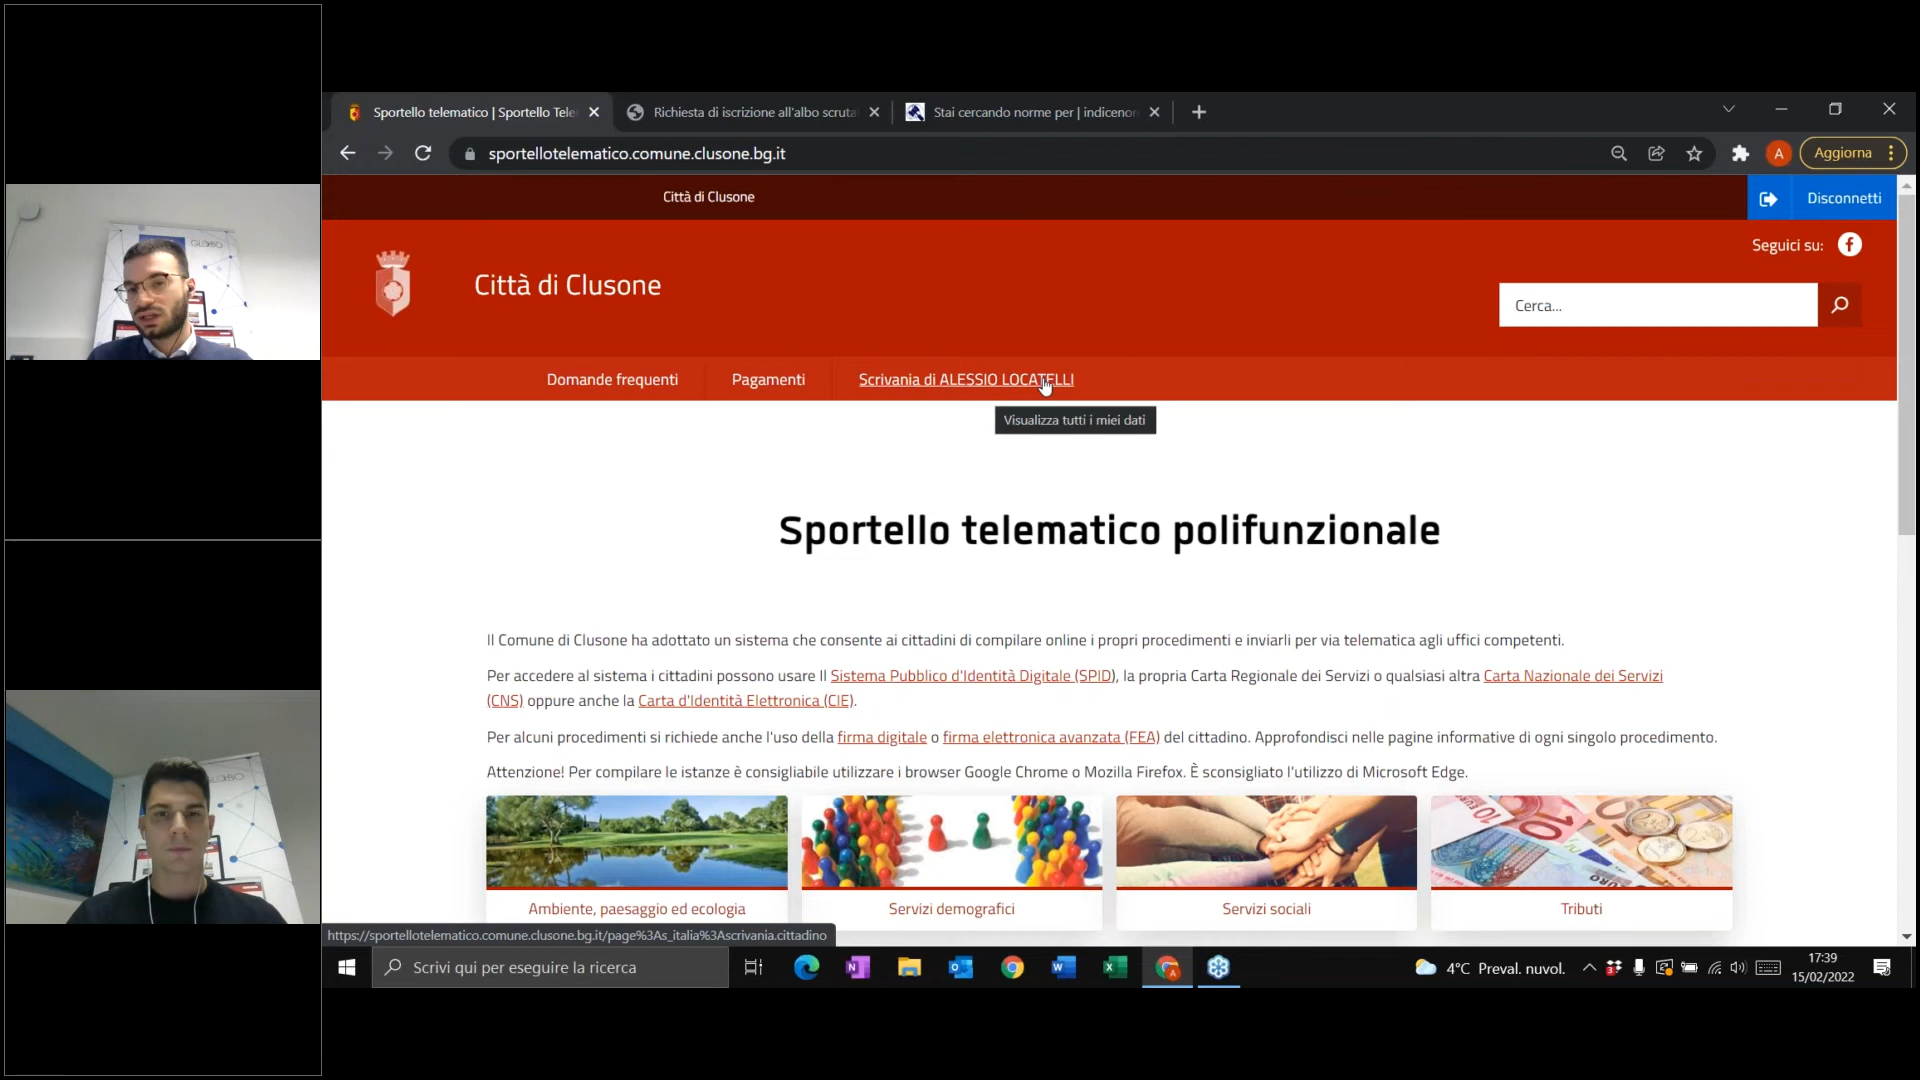 Sportello telematico | Sportello Tele
Richiesta di iscrizione all'albo scruta
Stai cercando norme per | indicenor
sportellotelematico.comune.clusone.bg.it
A
Aggiorna
Città di Clusone
Disconnetti
Seguici su:
Città di Clusone
Cerca...
Domande frequenti
Pagamenti
Scrivania di ALESSIO LOCATELLI
Visualizza tutti i miei dati
Sportello telematico polifunzionale
Il Comune di Clusone ha adottato un sistema che consente ai cittadini di compilare online i propri procedimenti e inviarli per via telematica agli uffici competenti.
Per accedere al sistema i cittadini possono usare Il Sistema Pubblico d'Identità Digitale (SPID), la propria Carta Regionale dei Servizi o qualsiasi altra Carta Nazionale dei Servizi
(CNS) oppure anche la Carta d'Identità Elettronica (CIE).
Per alcuni procedimenti si richiede anche l'uso della firma digitale o firma elettronica avanzata (FEA) del cittadino. Approfondisci nelle pagine informative di ogni singolo procedimento.
Attenzione! Per compilare le istanze è consigliabile utilizzare i browser Google Chrome o Mozilla Firefox. È sconsigliato l'utilizzo di Microsoft Edge.
Ambiente, paesaggio ed ecologia
Servizi demografici
Servizi sociali
Tributi
https://sportellotelematico.comune.clusone.bg.it/page%3As_italia%3Ascrivania.cittadino
Scrivi qui per eseguire la ricerca
4°C Preval. nuvol.
17:39
15/02/2022
GLOBO
GLOBO